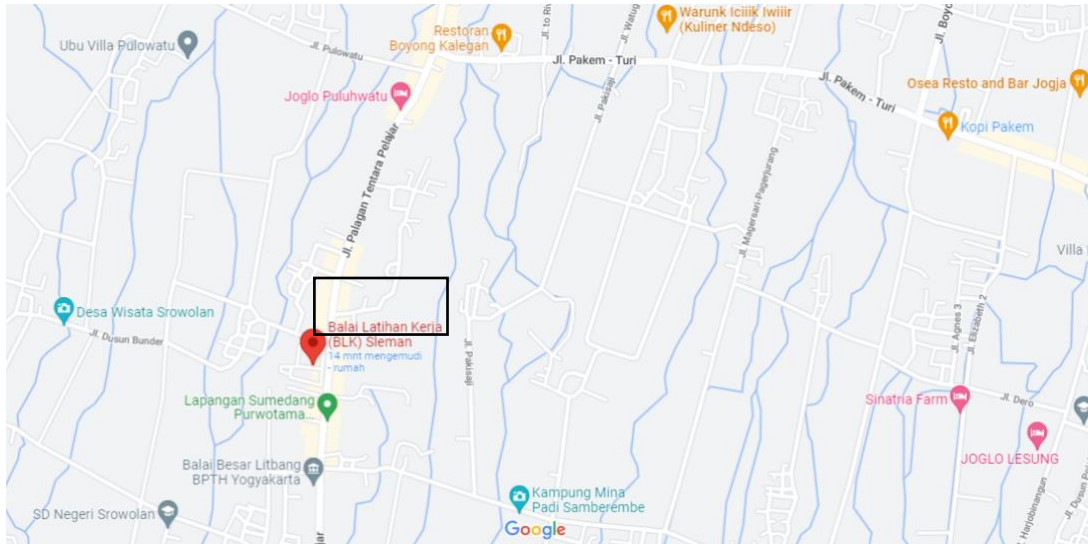 Warunk Iciiik Iwiiir
(Kuliner Ndeso)
Restoran
Boyong Kalegan
Ubu Villa Pulowatu
Jl. Pulowatu
Jl. Pakem - Turi
Jl. Pakem - Turi
Osea Resto and Bar Jogja
Joglo Puluhwatu
Jl. Pakisaji
Kopi Pakem
Jl. Palagan Tentara Pelajar
Jl. Magersari-Pagerjurang
Villa
Desa Wisata Srowolan
Jl. Dusun Bunder
Balai Latihan Kerja
(BLK) Sleman
14 mnt mengemudi
- rumah
Jl. Pakisaji
Jl. Agnes 3
Jl. Elizabeth 2
Lapangan Sumedang
Purwotama...
Sinatria Farm
Jl. Dero
JOGLO LESUNG
Balai Besar Litbang
BPTH Yogyakarta
Kampung Mina
Padi Samberembe
SD Negeri Srowolan
Jl. Harjobinangun
Google
jar